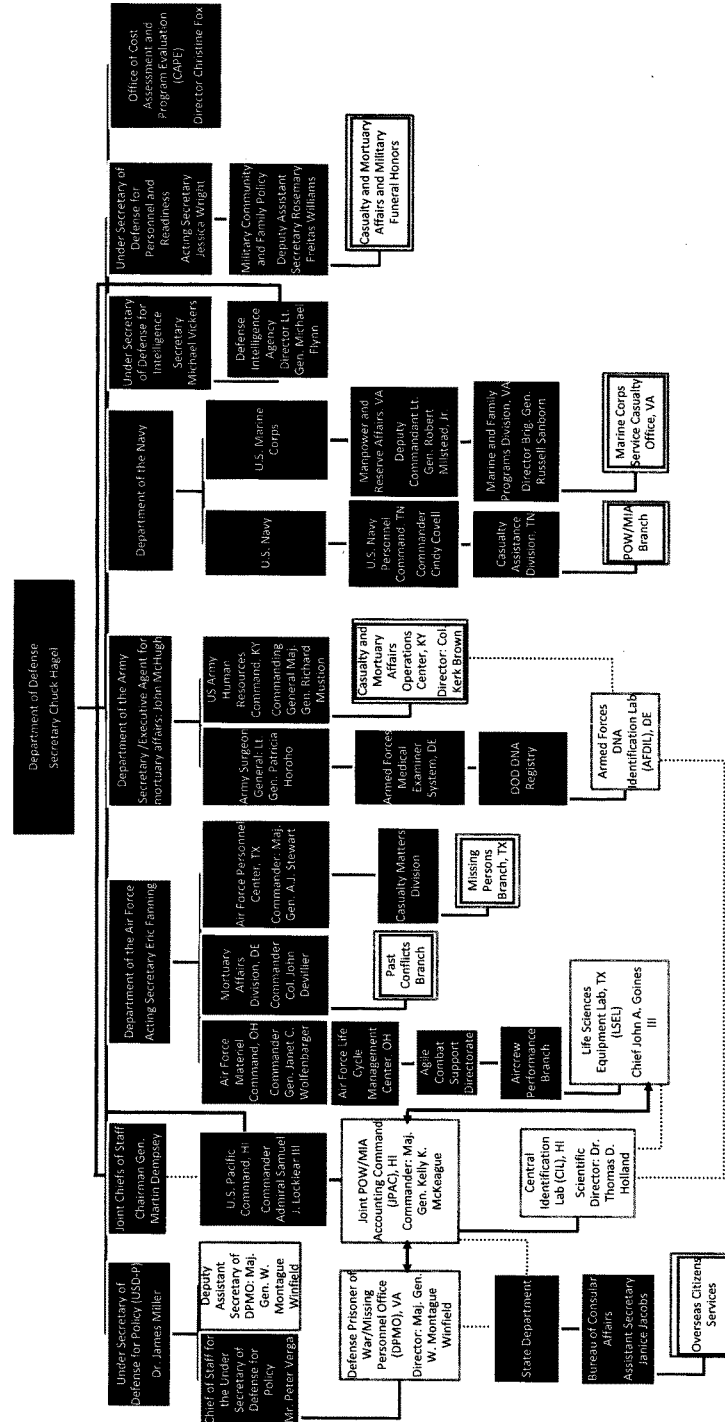 Department of Defense
Secretary Chuck Hagel
Under Secretary of
Defense for Policy (USD-P)
Dr. James Miller
Joint Chiefs of Staff
Chairman Gen.
Martin Dempsey
Department of the Air Force
Acting Secretary Eric Fanning
Department of the Army
Secretary/Executive Agent for
mortuary affairs: John McHugh
Department of the Navy
Under Secretary
of Defense for
Intelligence
Secretary
Michael Vickers
Under Secretary of
Defense for
Personnel and
Readiness
Acting Secretary
Jessica Wright
Office of Cost
Assessment and
Program Evaluation
(CAPE)
Director Christine Fox
Chief of Staff for
the Under
Secretary of
Defense for
Policy
Mr. Peter Verga
Deputy
Assistant
Secretary of
DPMO: Maj.
Gen. W.
Montague
Winfield
U.S. Pacific
Command, HI
Commander
Admiral Samuel
J. Locklear III
Air Force
Materiel
Command, OH
Commander
Gen. Janet C.
Wolfenbarger
Mortuary
Affairs
Division, DE
Commander
Col. John
Devillier
Air Force Personnel
Center, TX
Commander: Maj.
Gen. A.J. Stewart
Army Surgeon
General: Lt.
Gen. Patricia
Horoho
US Army
Human
Resources
Command, KY
Commanding
General Maj.
Gen. Richard
Mustion
U.S. Navy
U.S. Marine
Corps
Defense
Intelligence
Agency
Director Lt.
Gen. Michael
Flynn
Military Community
and Family Policy
Deputy Assistant
Secretary Rosemary
Freitas Williams
Defense Prisoner of
War/Missing
Personnel Office
(DPMO), VA
Director: Maj. Gen.
W. Montague
Winfield
Joint POW/MIA
Accounting Command
(JPAC), HI
Commander: Maj.
Gen. Kelly K.
McKeague
Air Force Life
Cycle
Management
Center, OH
Past
Conflicts
Branch
Casualty Matters
Division
Armed Forces
Medical
Examiner
System, DE
Casualty and
Mortuary
Affairs
Operations
Center, KY
Director: Col.
Kerk Brown
U.S. Navy
Personnel
Command, TN
Commander
Cindy Covell
Manpower and
Reserve Affairs, VA
Deputy
Commandant Lt.
Gen. Robert
Milstead, Jr.
Casualty and Mortuary
Affairs and Military
Funeral Honors
Agile
Combat
Support
Directorate
Missing
Persons
Branch, TX
DOD DNA
Registry
Casualty
Assistance
Division, TN
Marine and Family
Programs Division, VA
Director Brig. Gen.
Russell Sanborn
State Department
Central
Identification
Lab (CIL), HI
Scientific
Director: Dr.
Thomas D.
Holland
Aircrew
Performance
Branch
Armed Forces
DNA
Identification Lab
(AFDIL), DE
POW/MIA
Branch
Marine Corps
Service Casualty
Office, VA
Bureau of Consular
Affairs
Assistant Secretary
Janice Jacobs
Life Sciences
Equipment Lab, TX
(LSEL)
Chief John A. Goines
III
Overseas Citizens
Services